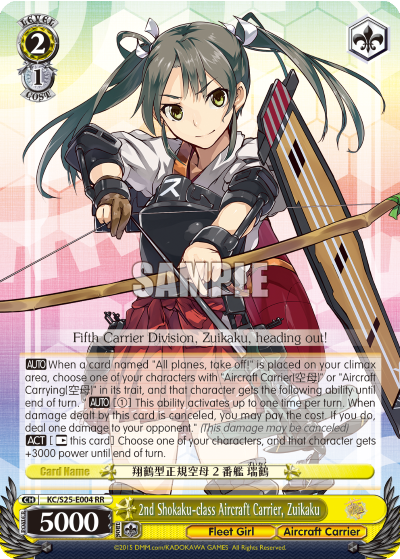 LEVEL
2
1
COST
ス
SAMPLE
Fifth Carrier Division, Zuikaku, heading out!
AUTO When a card named "All planes, take off!" is placed on your climax
area, choose one of your characters with "Aircraft Carrier(空母)" or "Aircraft
Carrying(空母)" in its trait, and that character gets the following ability until
end of turn. "AUTO [①] This ability activates up to one time per turn. When
damage dealt by this card is canceled, you may pay the cost. If you do,
deal one damage to your opponent." (This damage may be canceled)
ACT [this card] Choose one of your characters, and that character gets
+3000 power until end of turn.
Card Name 翔鶴型正規空母2番艦 瑞鶴
KC/S25-E004 RR
2nd Shokaku-class Aircraft Carrier, Zuikaku
5000
Fleet Girl
Aircraft Carrier
©2015 DMM.com/KADOKAWA GAMES All Rights Reserved.